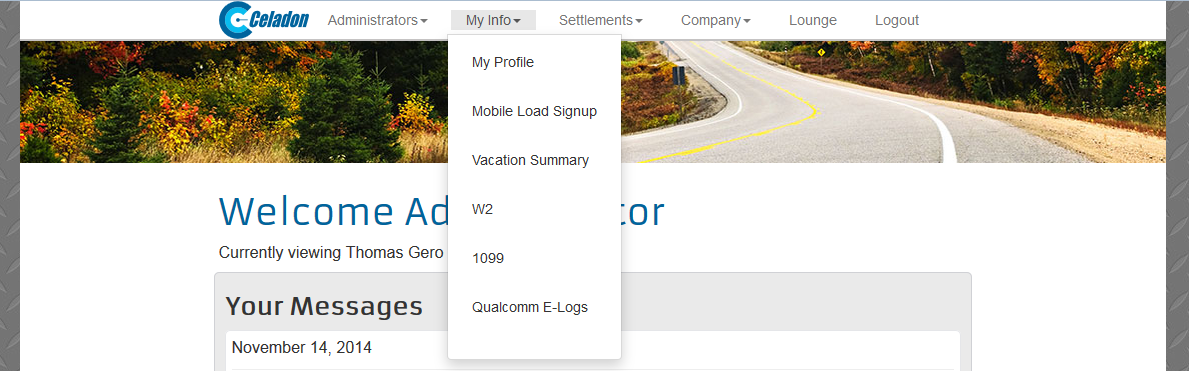 Celadon Administrators My Info Settlements Company Lounge Logout
My Profile
Mobile Load Signup
Vacation Summary
W2
Welcome Ad tor
Currently viewing Thomas Gero
1099
Your Messages
Qualcomm E-Logs
November 14, 2014